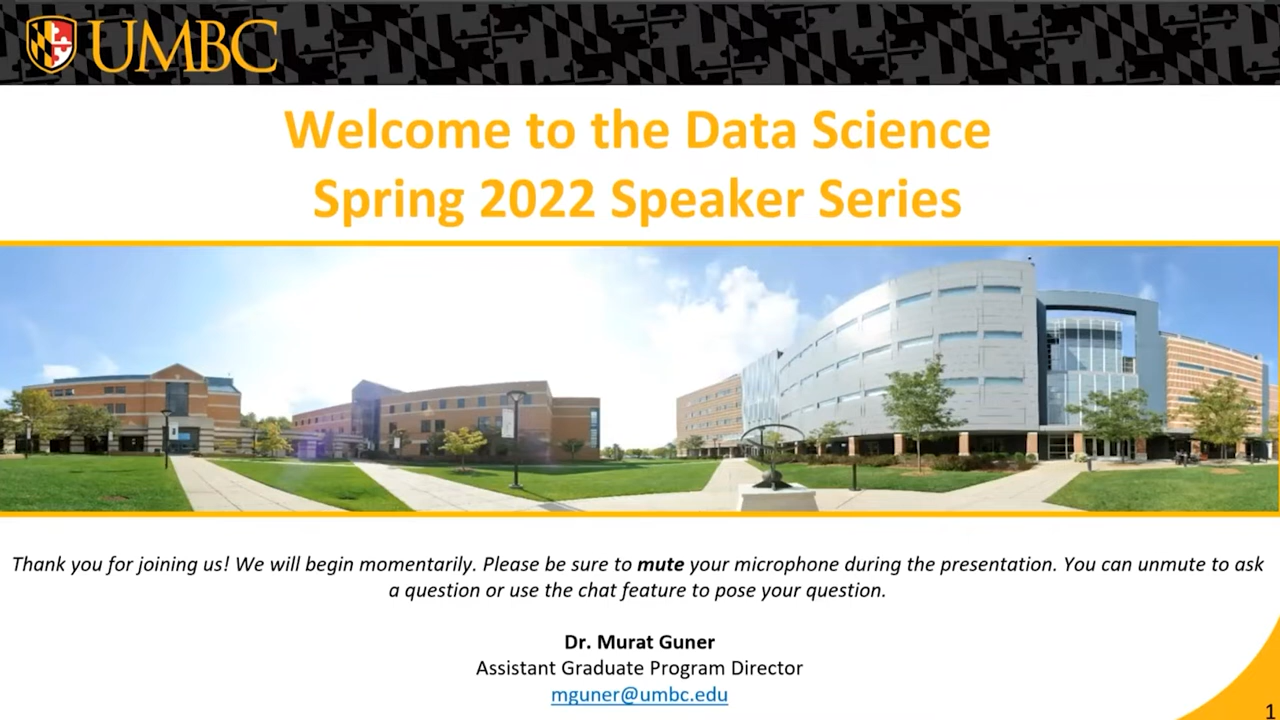 UMBC
Welcome to the Data Science
Spring 2022 Speaker Series
Thank you for joining us! We will begin momentarily. Please be sure to mute your microphone during the presentation. You can unmute to ask
a question or use the chat feature to pose your question.
Dr. Murat Guner
Assistant Graduate Program Director
mguner@umbc.edu
1